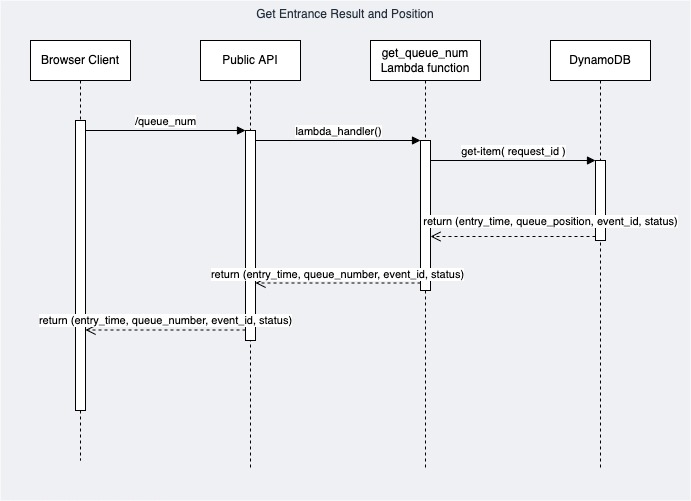 Get Entrance Result and Position
Browser Client
Public API
get_queue_num
Lambda function
DynamoDB
/queue_num
lambda_handler()
get-item( request_id )
return (entry_time, queue_position, event_id, status)
return (entry_time, queue_number, event_id, status)
return (entry_time, queue_number, event_id, status)